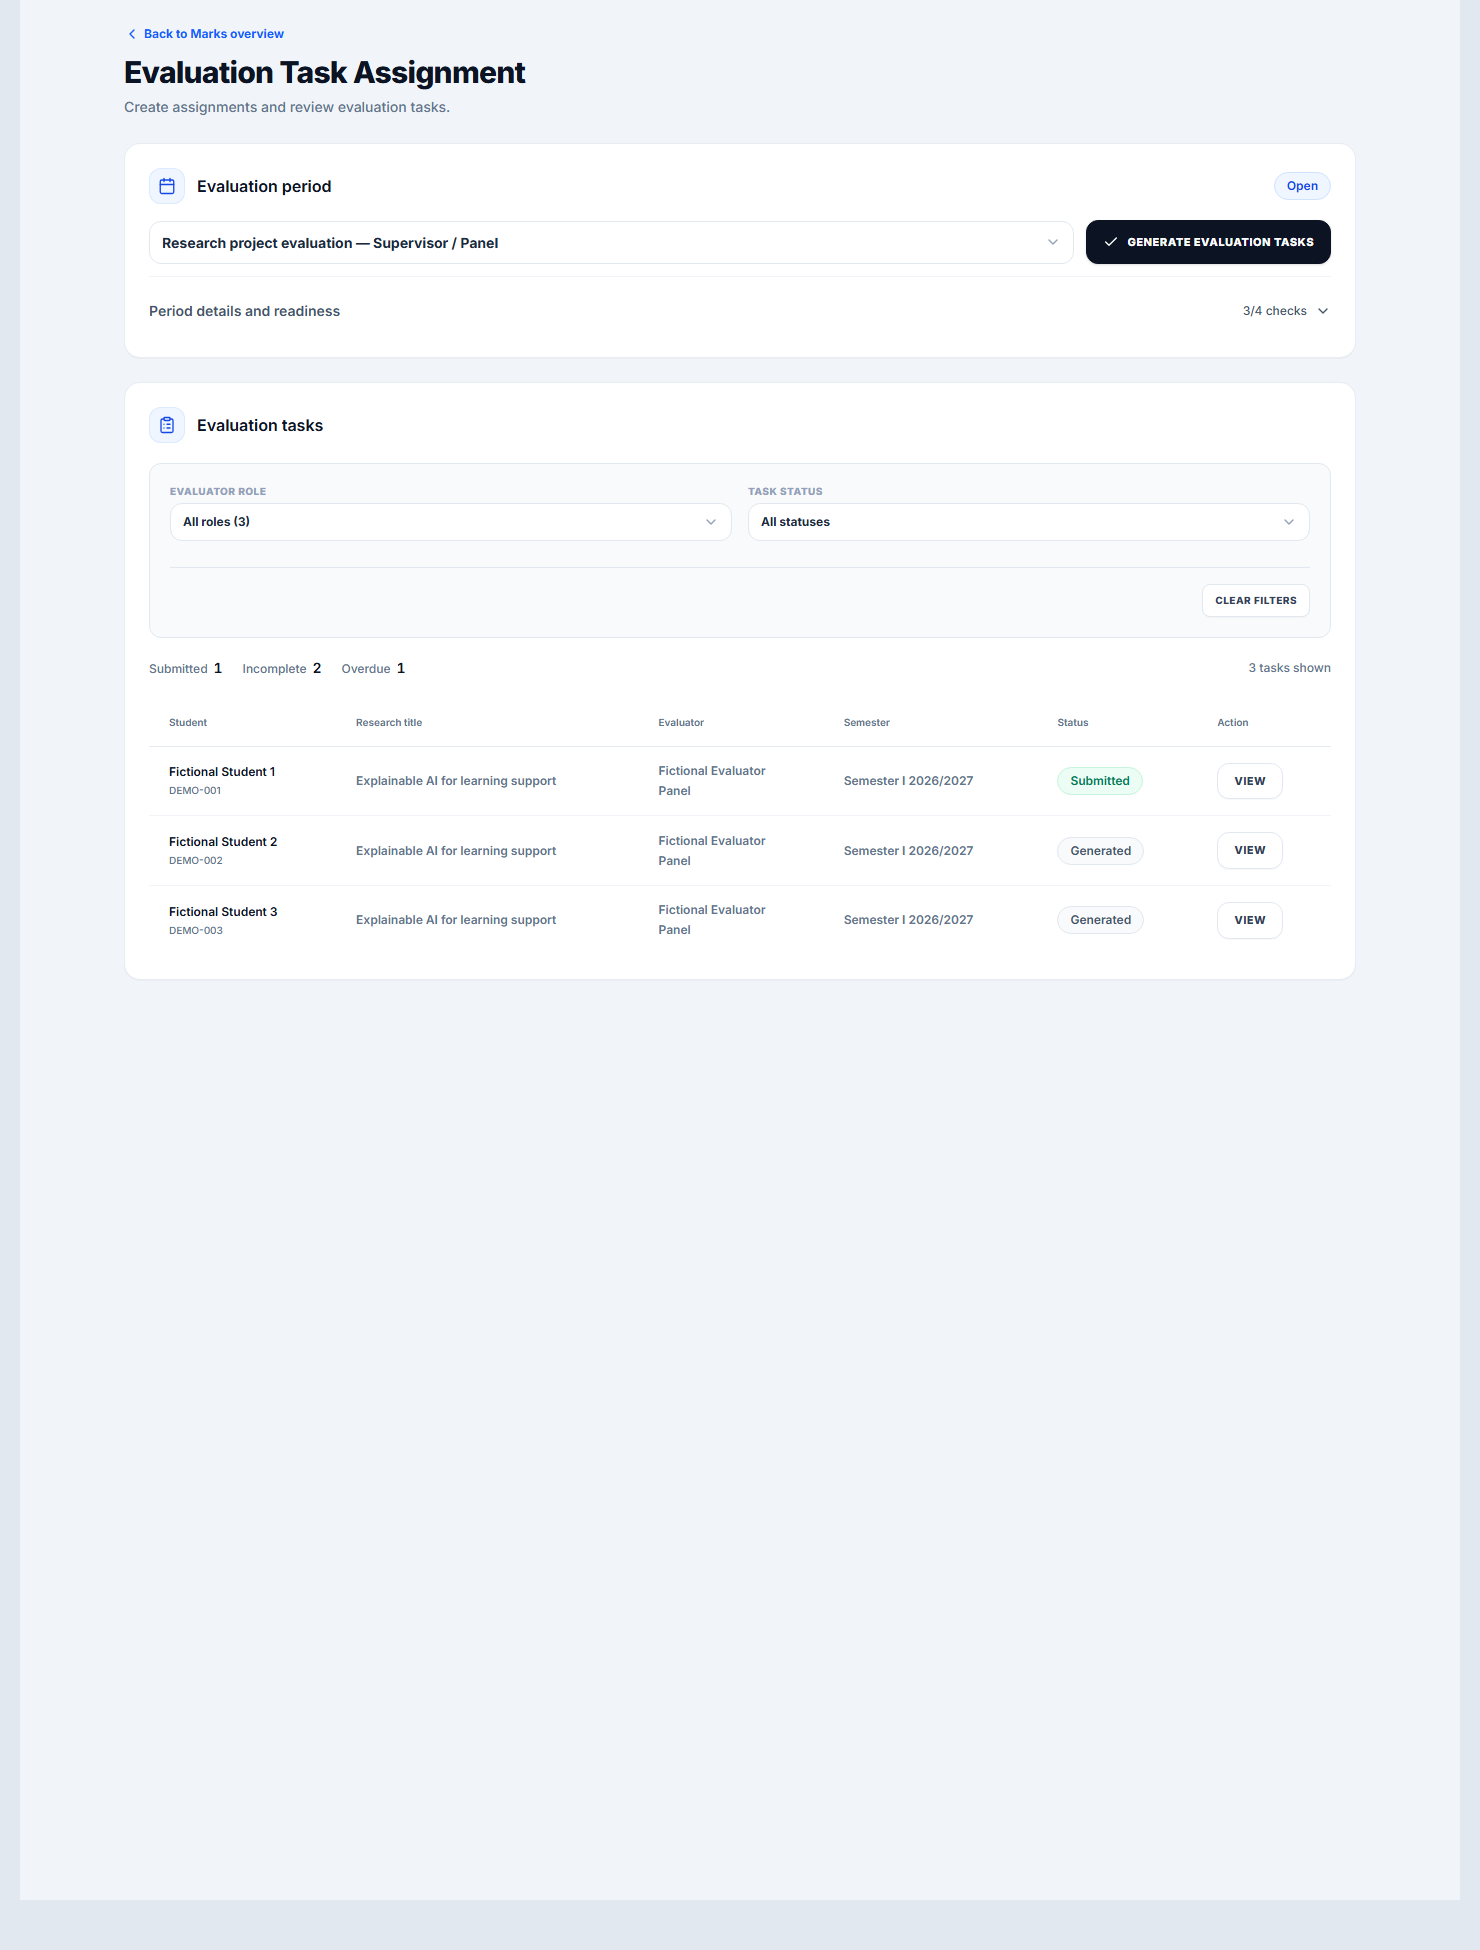 Back to Marks overview
Evaluation Task Assignment
Create assignments and review evaluation tasks.
Evaluation period
Open
Research project evaluation — Supervisor / Panel
GENERATE EVALUATION TASKS
Period details and readiness
3/4 checks
Evaluation tasks
EVALUATOR ROLE
TASK STATUS
All roles (3)
All statuses
CLEAR FILTERS
Submitted 1 Incomplete 2 Overdue 1
3 tasks shown
Student Research title Evaluator Semester Status Action
Fictional Student 1
DEMO-001
Explainable AI for learning support
Fictional Evaluator
Panel
Semester I 2026/2027
Submitted
VIEW
Fictional Student 2
DEMO-002
Explainable AI for learning support
Fictional Evaluator
Panel
Semester I 2026/2027
Generated
VIEW
Fictional Student 3
DEMO-003
Explainable AI for learning support
Fictional Evaluator
Panel
Semester I 2026/2027
Generated
VIEW